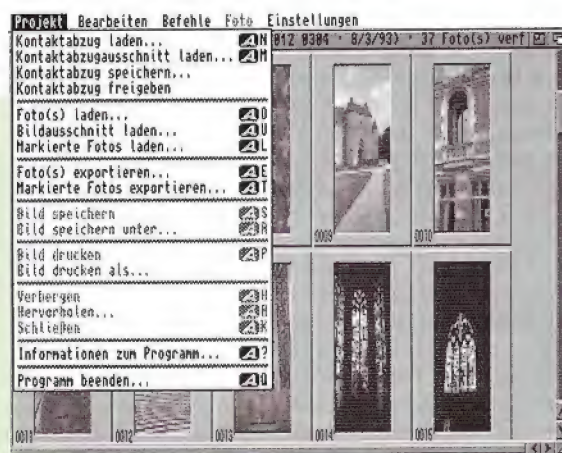 Projekt Bearbeiten Befehle Foto Einstellungen
012 0384 · 8/3/93) · 37 Foto(s) verf
Kontaktabzug laden... A N
Kontaktabzugausschnitt laden... A M
Kontaktabzug speichern...
Kontaktabzug freigeben
Foto(s) laden... A O
Bildausschnitt laden... A U
Markierte Fotos laden... A L
Foto(s) exportieren... A E
Markierte Fotos exportieren... A T
Bild speichern A S
Bild speichern unter... A A
Bild drucken A P
Bild drucken als...
Verbergen A H
Hervorholen... A R
Schließen A K
Informationen zum Programm... A ?
Programm beenden... A Q
0009 0010
0011 0012 0013 0014 0015